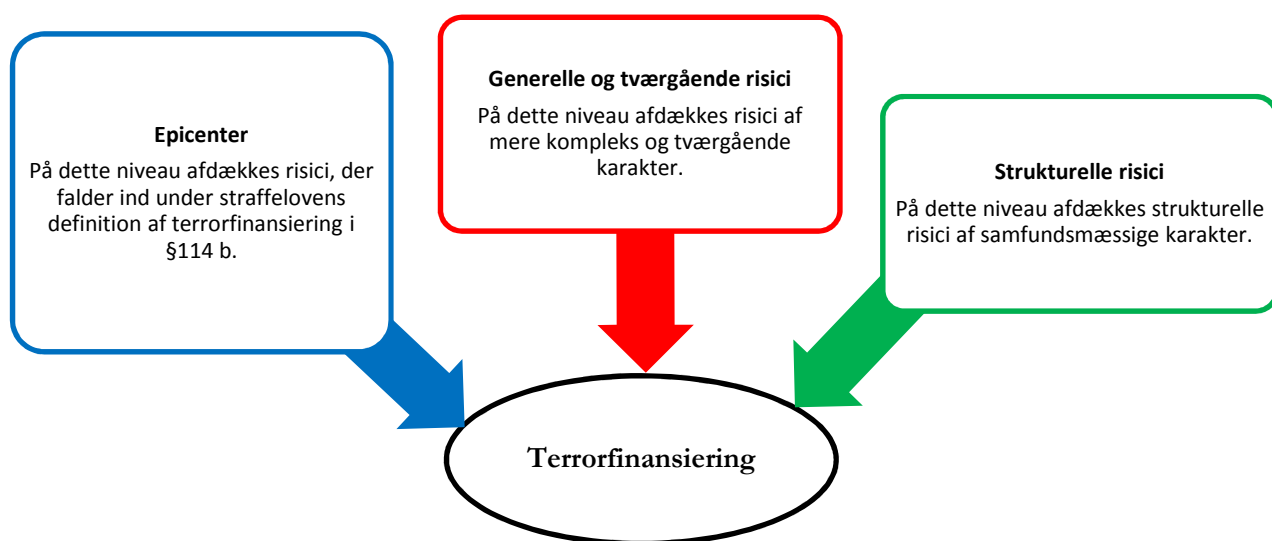 Epicenter
På dette niveau afdækkes risici, der
falder ind under straffelovens
definition af terrorfinansiering i
§114 b.
Generelle og tværgående risici
På dette niveau afdækkes risici af
mere kompleks og tværgående
karakter.
Strukturelle risici
På dette niveau afdækkes strukturelle
risici af samfundsmæssige karakter.
Terrorfinansiering